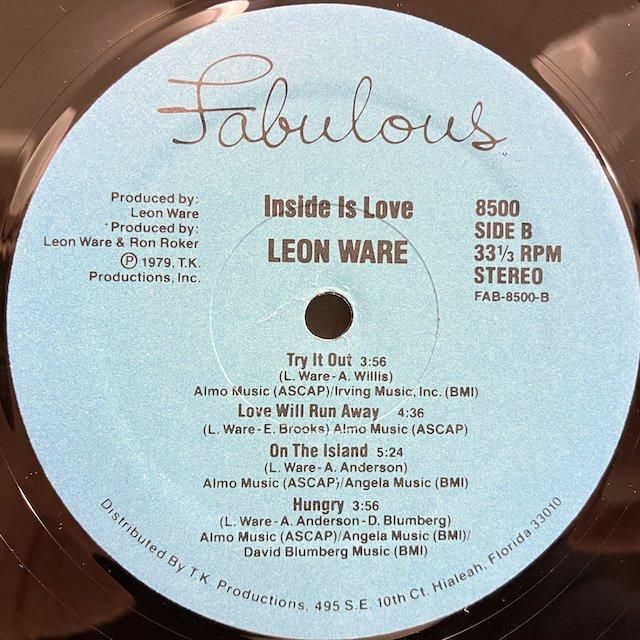 Fabulous
Produced by:
Leon Ware
*Produced by:
Leon Ware & Ron Roker
Ⓟ 1979, T.K.
Productions, Inc.
Inside Is Love
LEON WARE
8500
SIDE B
33⅓ RPM
STEREO
FAB-8500-B
Try It Out 3:56
(L. Ware-A. Willis)
Almo Music (ASCAP)/Irving Music, Inc. (BMI)
Love Will Run Away 4:36
(L. Ware-E. Brooks) Almo Music (ASCAP)
On The Island 5:24
(L. Ware-A. Anderson)
Almo Music (ASCAP)/Angela Music (BMI)
Hungry 3:56
(L. Ware-A. Anderson-D. Blumberg)
Almo Music (ASCAP)/Angela Music (BMI)/
David Blumberg Music (BMI)
Distributed By T.K. Productions, 495 S.E. 10th Ct. Hialeah, Florida 33010